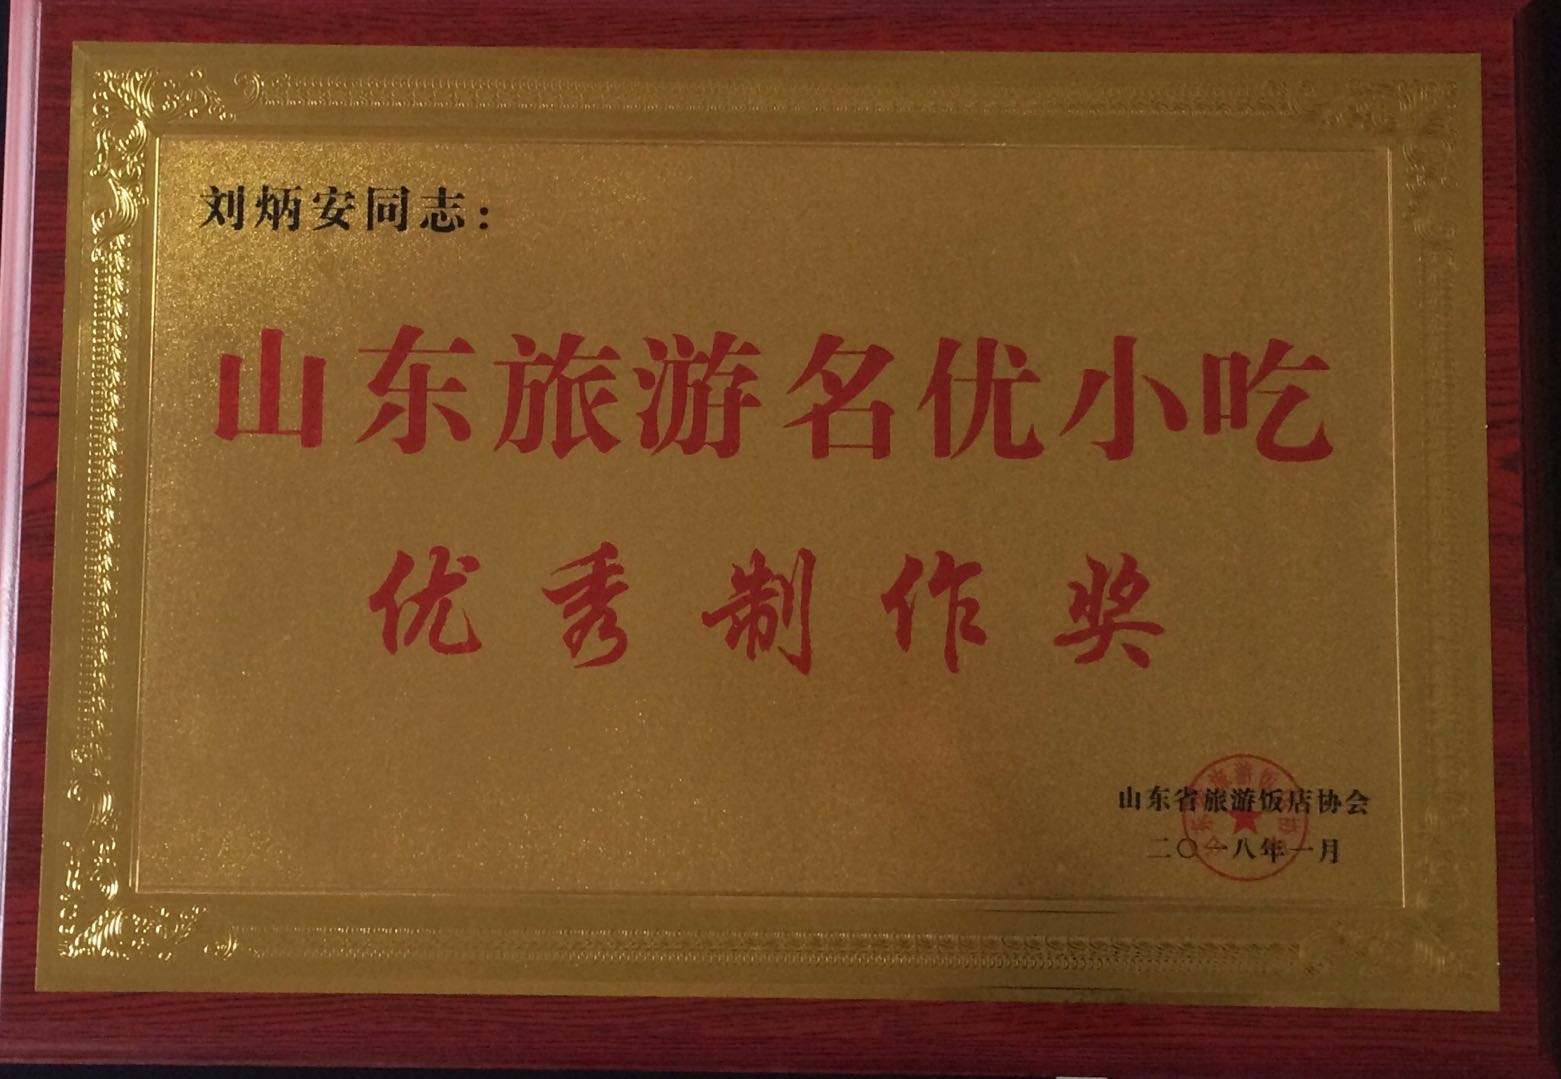 刘炳安同志：
山东旅游名优小吃
优秀制作奖
山东省旅游饭店协会
二〇一八年一月